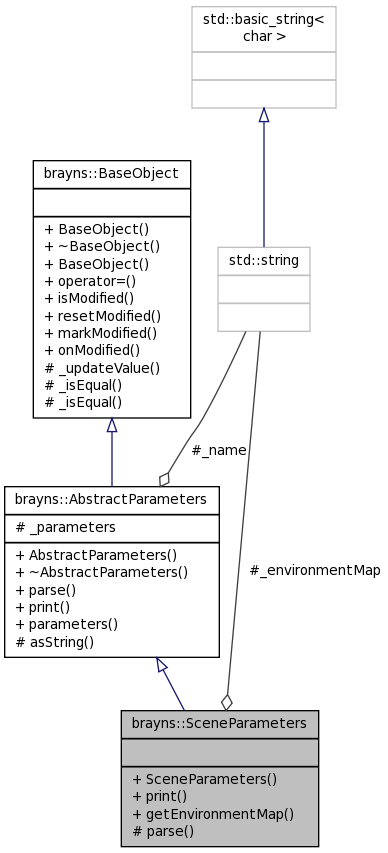 std::basic_string<
char >
brayns::BaseObject
+ BaseObject()
+ ~BaseObject()
+ BaseObject()
+ operator=()
+ isModified()
+ resetModified()
+ markModified()
+ onModified()
# _updateValue()
# _isEqual()
# _isEqual()
std::string
#_name
brayns::AbstractParameters
# _parameters
+ AbstractParameters()
+ ~AbstractParameters()
+ parse()
+ print()
+ parameters()
# asString()
#_environmentMap
brayns::SceneParameters
+ SceneParameters()
+ print()
+ getEnvironmentMap()
# parse()